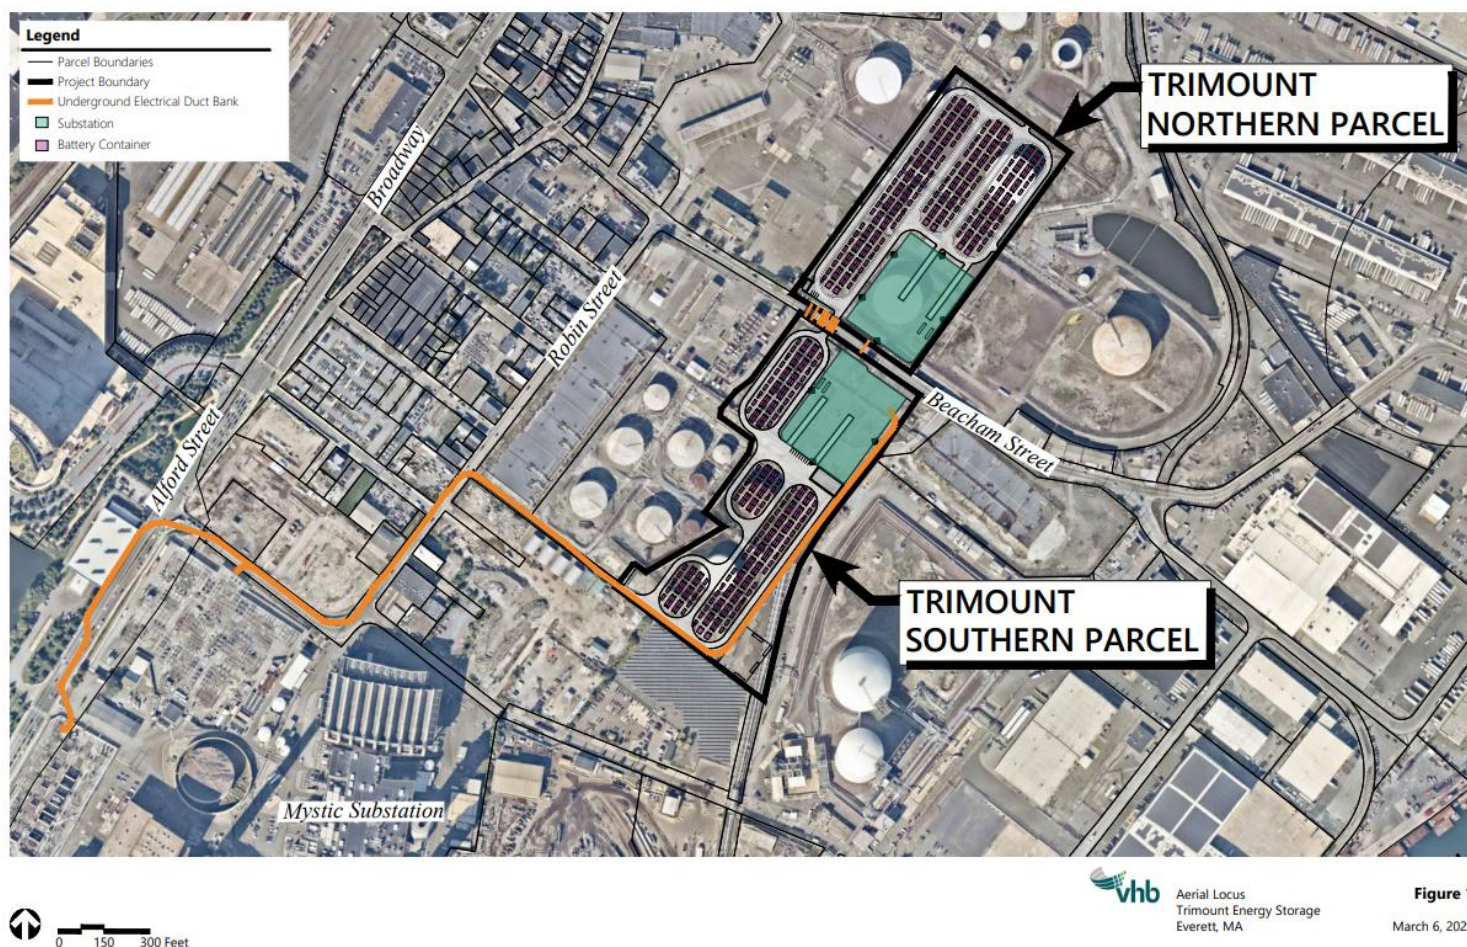 Legend
Parcel Boundaries
Project Boundary
Underground Electrical Duct Bank
Substation
Battery Container
TRIMOUNT
NORTHERN PARCEL
Broadway
Robin Street
Alford Street
Beacham Street
TRIMOUNT
SOUTHERN PARCEL
Mystic Substation
vhb
Aerial Locus
Trimount Energy Storage
Everett, MA
Figure
March 6, 202
0 150 300 Feet